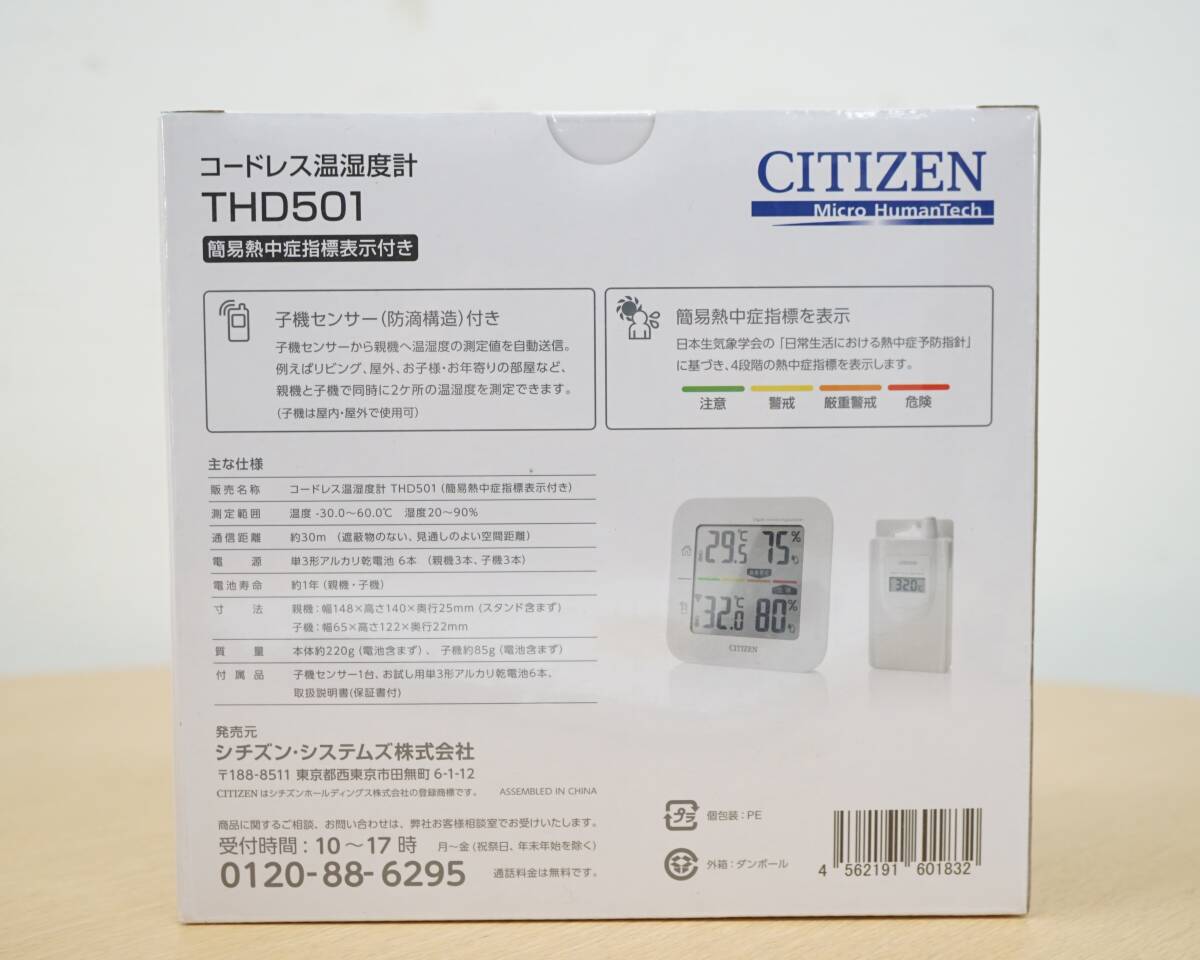 コードレス温湿度計
THD501
簡易熱中症指標表示付き
CITIZEN
Micro HumanTech
子機センサー(防滴構造)付き
子機センサーから親機へ温湿度の測定値を自動送信。
例えばリビング、屋外、お子様・お年寄りの部屋など、
親機と子機で同時に2ケ所の温湿度を測定できます。
(子機は屋内・屋外で使用可)
簡易熱中症指標を表示
日本生気象学会の「日常生活における熱中症予防指針」
に基づき、4段階の熱中症指標を表示します。
注意 警戒 厳重警戒 危険
主な仕様
販売名称 コードレス温湿度計 THD501 (簡易熱中症指標表示付き)
測定範囲 温度 -30.0～60.0℃ 湿度20～90%
通信距離 約30m (遮蔽物のない、見通しのよい空間距離)
電源 単3形アルカリ乾電池 6本 (親機3本、子機3本)
電池寿命 約1年 (親機・子機)
寸法 親機：幅148×高さ140×奥行25mm (スタンド含まず)
子機：幅65×高さ122×奥行22mm
質量 本体約220g (電池含まず)、子機約85g (電池含まず)
付属品 子機センサー1台、お試し用単3形アルカリ乾電池6本、
取扱説明書(保証書付)
29.5℃ 75%
32.0℃ 80%
CITIZEN
32.0℃
発売元
シチズン・システムズ株式会社
〒188-8511 東京都西東京市田無町 6-1-12
CITIZEN はシチズンホールディングス株式会社の登録商標です。 ASSEMBLED IN CHINA
商品に関するご相談、お問い合わせは、弊社お客様相談室でお受けいたします。
受付時間：10～17時 月～金 (祝祭日、年末年始を除く)
0120-88-6295 通話料金は無料です。
プラ 個包装：PE
外箱：ダンボール
4 562191 601832